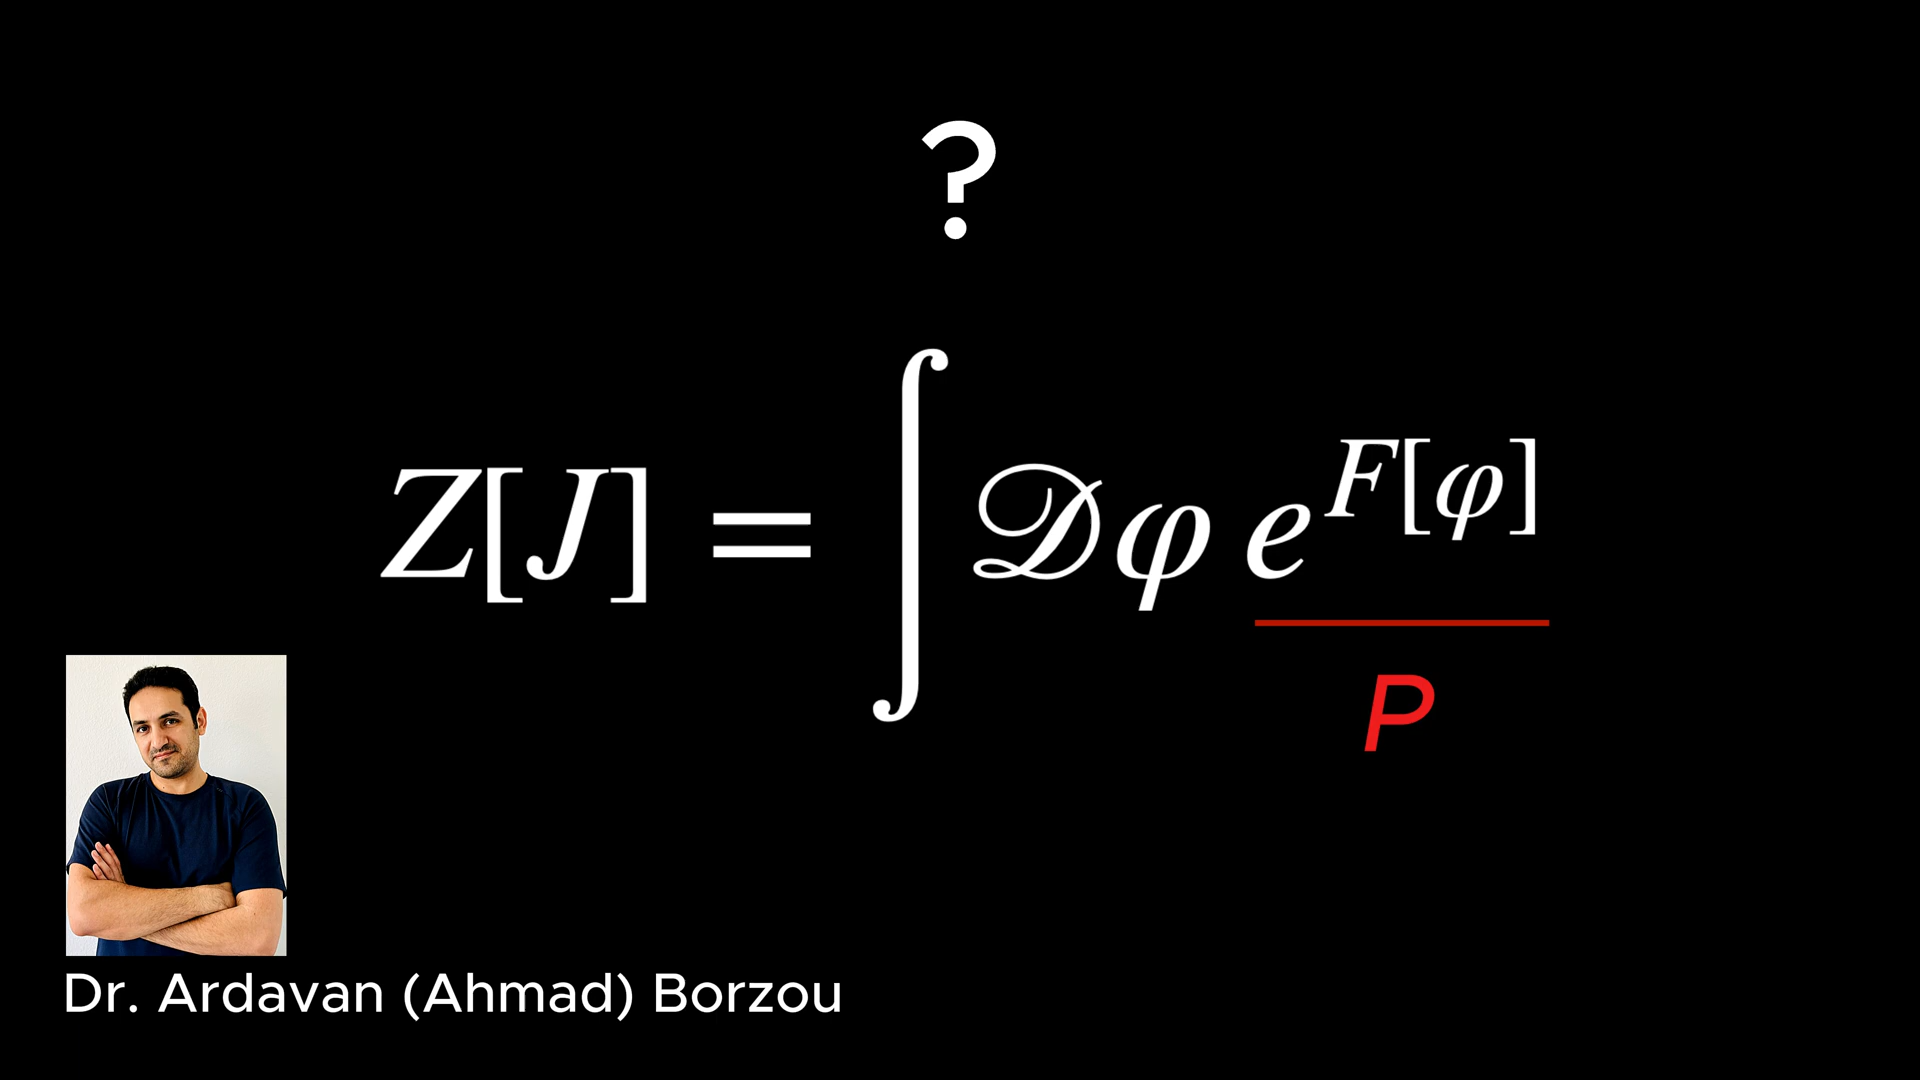 ?
Z[J] = ∫ 𝒟φ e^{F[φ]}
P
Dr. Ardavan (Ahmad) Borzou